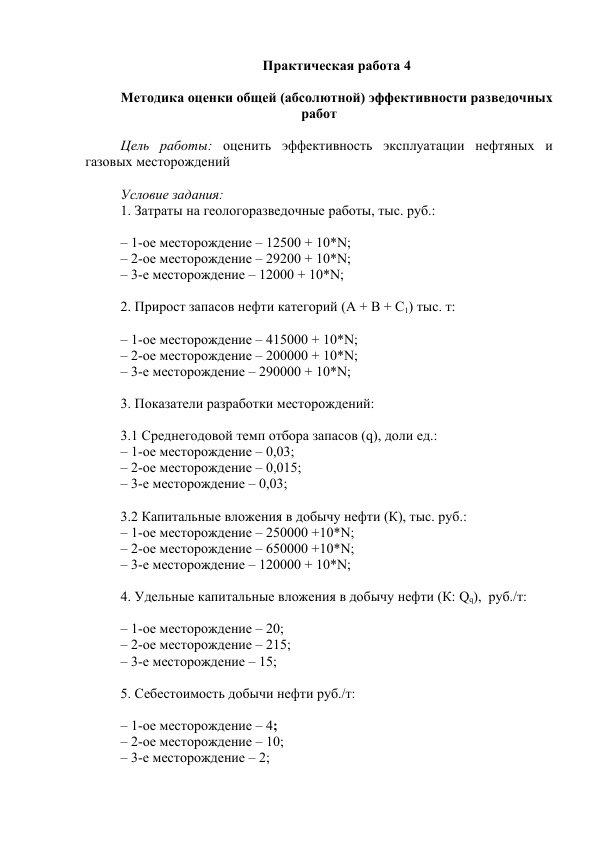 Практическая работа 4
Методика оценки общей (абсолютной) эффективности разведочных
работ
Цель работы: оценить эффективность эксплуатации нефтяных и
газовых месторождений
Условие задания:
1. Затраты на геологоразведочные работы, тыс. руб.:
– 1-ое месторождение – 12500 + 10*N;
– 2-ое месторождение – 29200 + 10*N;
– 3-е месторождение – 12000 + 10*N;
2. Прирост запасов нефти категорий (А + В + С₁) тыс. т:
– 1-ое месторождение – 415000 + 10*N;
– 2-ое месторождение – 200000 + 10*N;
– 3-е месторождение – 290000 + 10*N;
3. Показатели разработки месторождений:
3.1 Среднегодовой темп отбора запасов (q), доли ед.:
– 1-ое месторождение – 0,03;
– 2-ое месторождение – 0,015;
– 3-е месторождение – 0,03;
3.2 Капитальные вложения в добычу нефти (К), тыс. руб.:
– 1-ое месторождение – 250000 +10*N;
– 2-ое месторождение – 650000 +10*N;
– 3-е месторождение – 120000 + 10*N;
4. Удельные капитальные вложения в добычу нефти (К: Qq), руб./т:
– 1-ое месторождение – 20;
– 2-ое месторождение – 215;
– 3-е месторождение – 15;
5. Себестоимость добычи нефти руб./т:
– 1-ое месторождение – 4;
– 2-ое месторождение – 10;
– 3-е месторождение – 2;